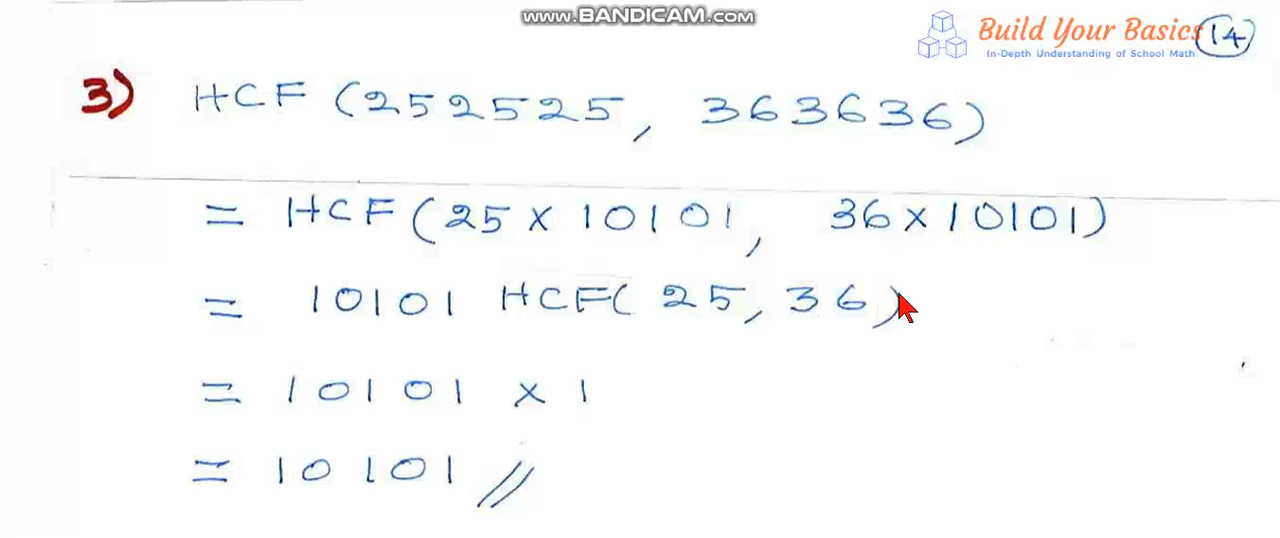 www.BANDICAM.com
Build Your Basics
In-Depth Understanding of School Math
14
3) HCF (252525, 363636)
= HCF (25 × 10101, 36 × 10101)
= 10101 HCF( 25, 36)
= 10101 × 1
= 10101 //